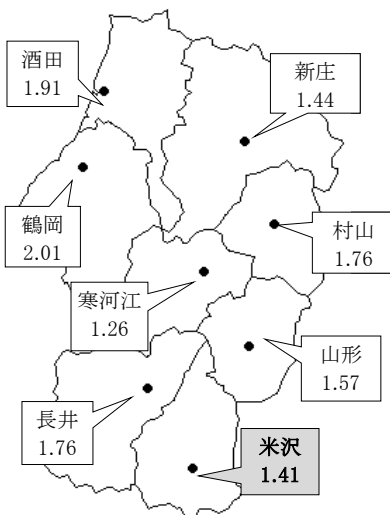 酒田
1.91
新庄
1.44
鶴岡
2.01
村山
1.76
寒河江
1.26
山形
1.57
長井
1.76
米沢
1.41